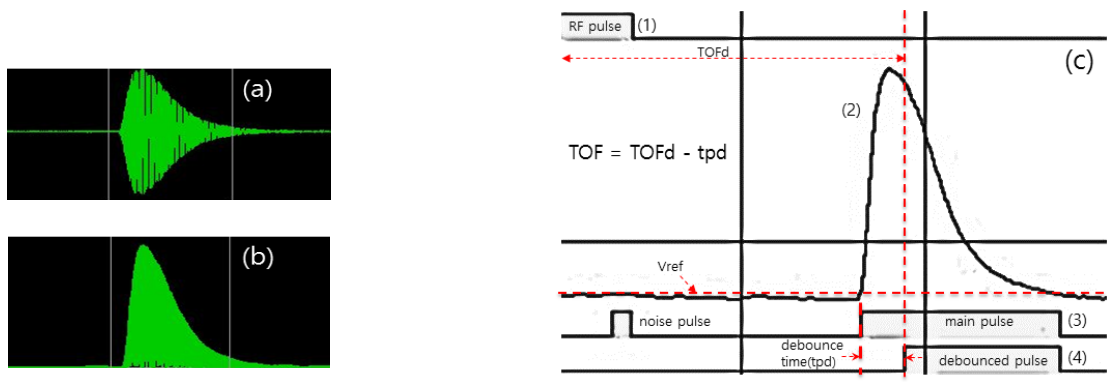 (a)
(b)
RF pulse
(1)
TOFd
(c)
(2)
TOF = TOFd - tpd
Vref
noise pulse
main pulse
(3)
debounce
time(tpd)
debounced pulse
(4)